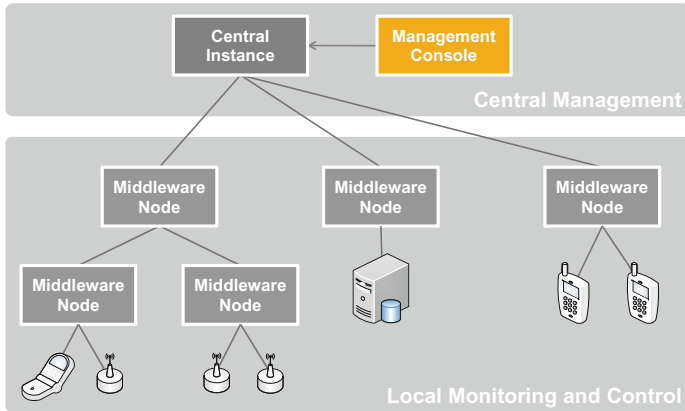 Central
Instance
Management
Console
Central Management
Middleware
Node
Middleware
Node
Middleware
Node
Middleware
Node
Middleware
Node
Local Monitoring and Control